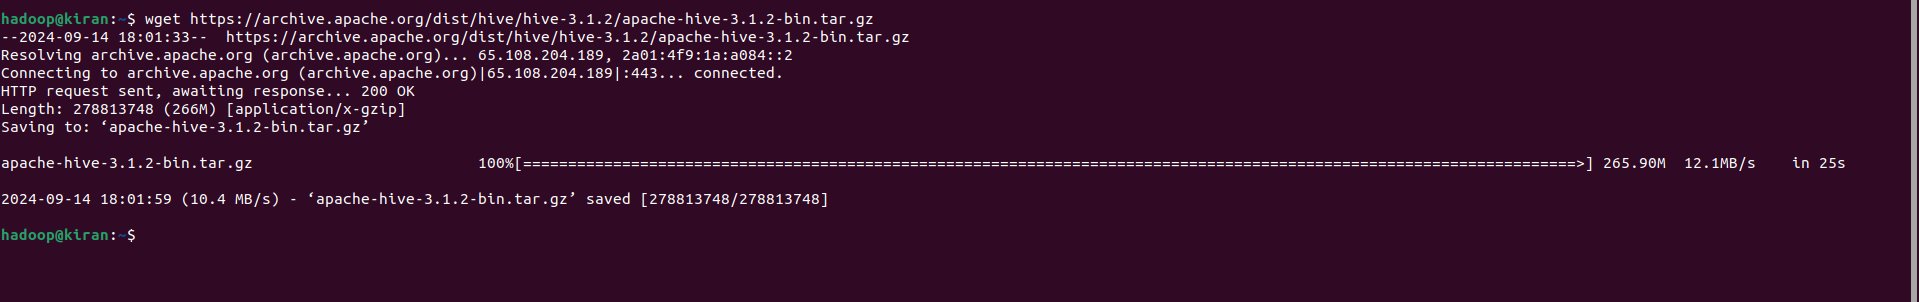 hadoop@kiran:~$ wget https://archive.apache.org/dist/hive/hive-3.1.2/apache-hive-3.1.2-bin.tar.gz
--2024-09-14 18:01:33--  https://archive.apache.org/dist/hive/hive-3.1.2/apache-hive-3.1.2-bin.tar.gz
Resolving archive.apache.org (archive.apache.org)... 65.108.204.189, 2a01:4f9:1a:a084::2
Connecting to archive.apache.org (archive.apache.org)|65.108.204.189|:443... connected.
HTTP request sent, awaiting response... 200 OK
Length: 278813748 (266M) [application/x-gzip]
Saving to: ‘apache-hive-3.1.2-bin.tar.gz’
apache-hive-3.1.2-bin.tar.gz                         100%[=====================================================================================================================>] 265.90M  12.1MB/s    in 25s
2024-09-14 18:01:59 (10.4 MB/s) - ‘apache-hive-3.1.2-bin.tar.gz’ saved [278813748/278813748]
hadoop@kiran:~$